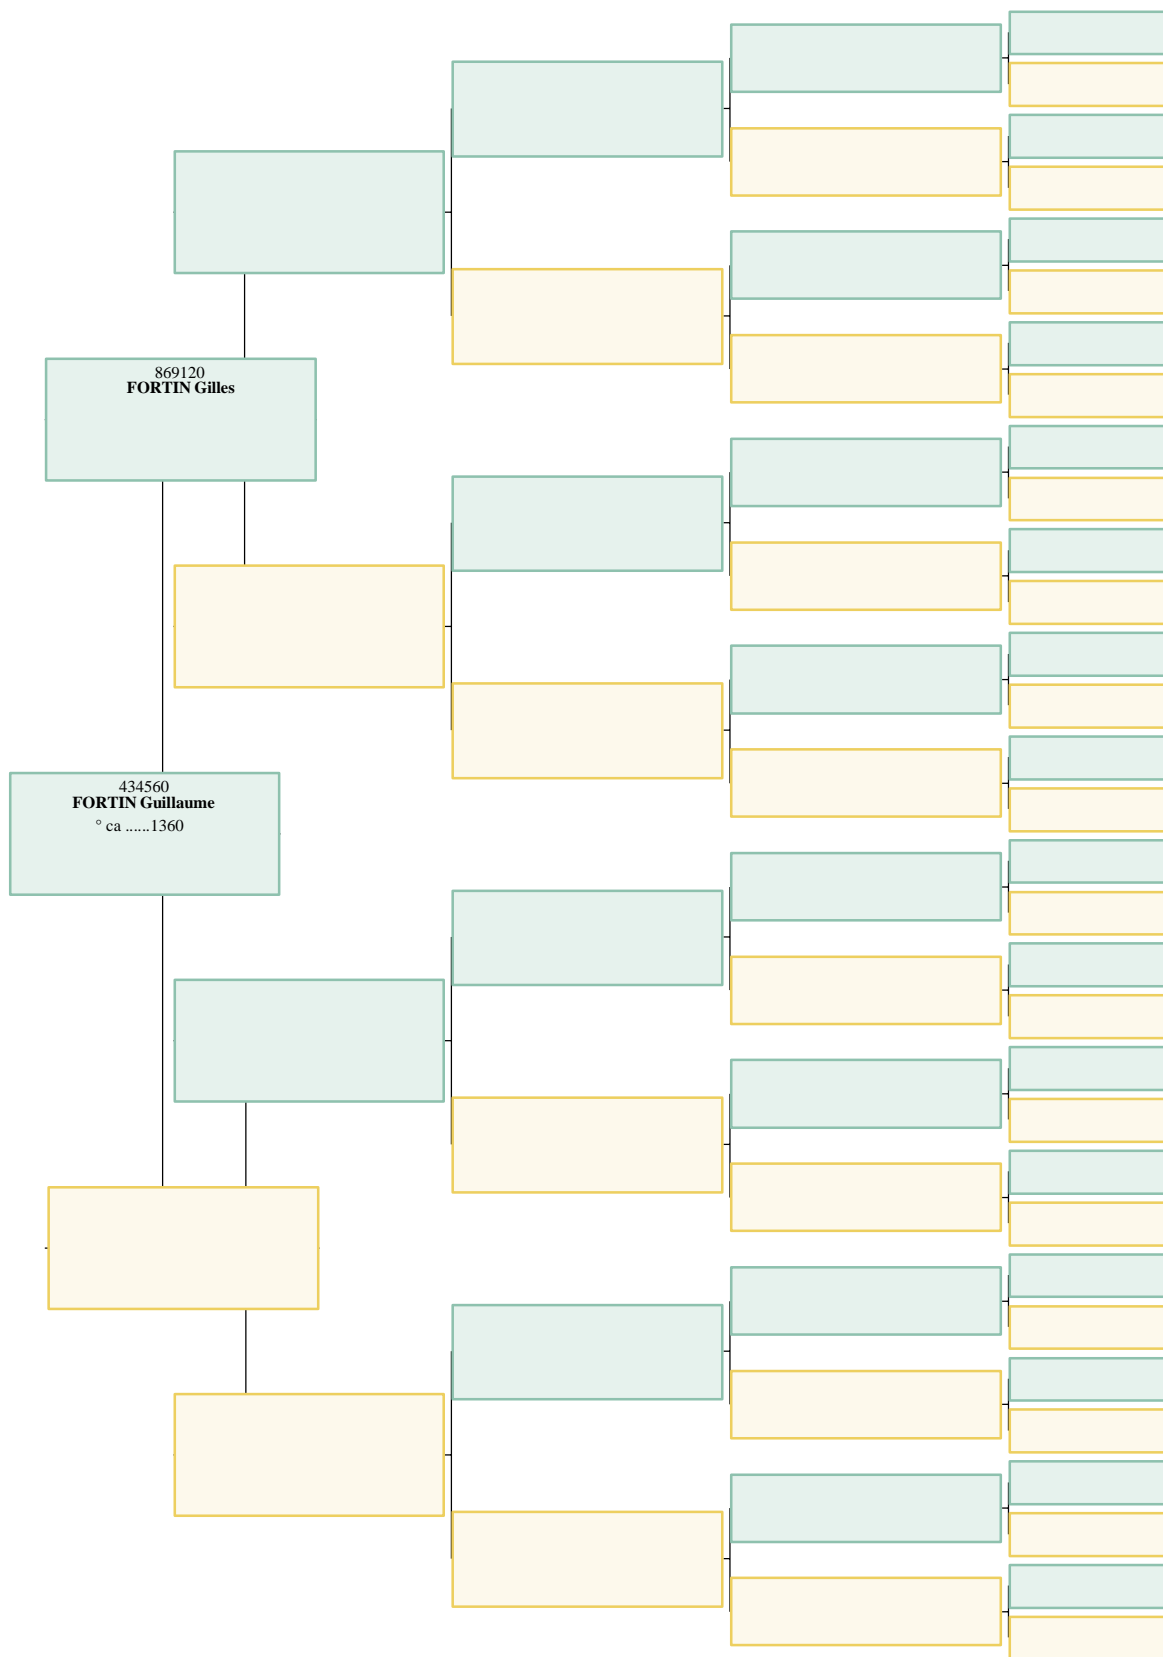 869120
FORTIN Gilles
434560
FORTIN Guillaume
° ca ......1360